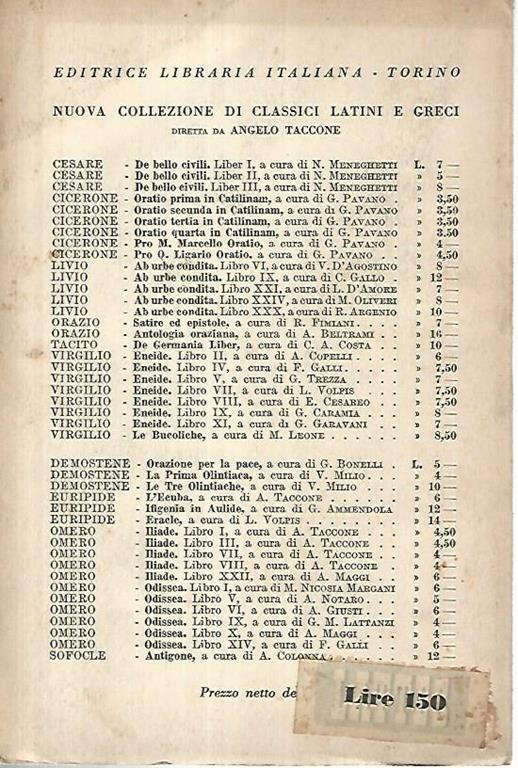 EDITRICE LIBRARIA ITALIANA - TORINO
NUOVA COLLEZIONE DI CLASSICI LATINI E GRECI
DIRETTA DA ANGELO TACCONE
CESARE - De bello civili. Liber I, a cura di N. MENEGHETTI L. 7 —
CESARE - De bello civili. Liber II, a cura di N. MENEGHETTI » 5 —
CESARE - De bello civili. Liber III, a cura di N. MENEGHETTI » 8 —
CICERONE - Oratio prima in Catilinam, a cura di G. PAVANO . » 3,50
CICERONE - Oratio secunda in Catilinam, a cura di G. PAVANO » 3,50
CICERONE - Oratio tertia in Catilinam, a cura di G. PAVANO . » 3,50
CICERONE - Oratio quarta in Catilinam, a cura di G. PAVANO » 3,50
CICERONE - Pro M. Marcello Oratio, a cura di G. PAVANO . » 4 —
CICERONE - Pro Q. Ligario Oratio. a cura di G. PAVANO . . » 4,50
LIVIO - Ab urbe condita. Libro VI, a cura di V. D'AGOSTINO » 8 —
LIVIO - Ab urbe condita. Libro IX, a cura di C. GALLO . » 12 —
LIVIO - Ab urbe condita. Libro XXI, a cura di L. D'AMORE » 7 —
LIVIO - Ab urbe condita. Libro XXIV, a cura di M. OLIVERI » 8 —
LIVIO - Ab urbe condita. Libro XXX, a cura di R. ARGENIO » 10 —
ORAZIO - Satire ed epistole, a cura di R. FIMIANI . . . . » 7 —
ORAZIO - Antologia oraziana, a cura di A. BELTRAMI . . » 16 —
TACITO - De Germania Liber, a cura di C. A. COSTA . . » 10 —
VIRGILIO - Eneide. Libro II, a cura di A. COPELLI . . . » 6 —
VIRGILIO - Eneide. Libro IV, a cura di F. GALLI . . . . » 7,50
VIRGILIO - Eneide. Libro V, a cura di G. TREZZA . . . » 7 —
VIRGILIO - Eneide. Libro VII, a cura di L. VOLPIS . . . » 7,50
VIRGILIO - Eneide. Libro VIII, a cura di E. CESAREO . . » 7,50
VIRGILIO - Eneide. Libro IX, a cura di G. CARAMIA . . » 8 —
VIRGILIO - Eneide. Libro XI, a cura di G. GARAVANI . . » 7 —
VIRGILIO - Le Bucoliche, a cura di M. LEONE . . . . . » 8,50
DEMOSTENE - Orazione per la pace, a cura di G. BONELLI . L. 5 —
DEMOSTENE - La Prima Olintiaca, a cura di V. MILIO . . . » 4 —
DEMOSTENE - Le Tre Olintiache, a cura di V. MILIO . . . » 10 —
EURIPIDE - L'Ecuba, a cura di A. TACCONE . . . . . » 6 —
EURIPIDE - Ifigenia in Aulide, a cura di G. AMMENDOLA » 12 —
EURIPIDE - Eracle, a cura di L. VOLPIS . . . . . . . » 14 —
OMERO - Iliade. Libro I, a cura di A. TACCONE . . . » 4,50
OMERO - Iliade. Libro III, a cura di A. TACCONE . . . » 4,50
OMERO - Iliade. Libro VII, a cura di A. TACCONE . . » 4 —
OMERO - Iliade. Libro VIII, a cura di A. TACCONE . . » 4 —
OMERO - Iliade. Libro XXII, a cura di A. MAGGI . . . » 6 —
OMERO - Odissea. Libro I, a cura di M. NICOSIA MARGANI » 6 —
OMERO - Odissea. Libro V, a cura di A. NOTARO . . . » 5 —
OMERO - Odissea. Libro VI, a cura di A. GIUSTI . . . » 6 —
OMERO - Odissea. Libro IX, a cura di G. M. LATTANZI » 4 —
OMERO - Odissea. Libro X, a cura di A. MAGGI . . . . » 4 —
OMERO - Odissea. Libro XIV, a cura di F. GALLI . . . » 6 —
SOFOCLE - Antigone, a cura di A. COLONNA . . . . . . » 12 —
Prezzo netto de
Lire 150